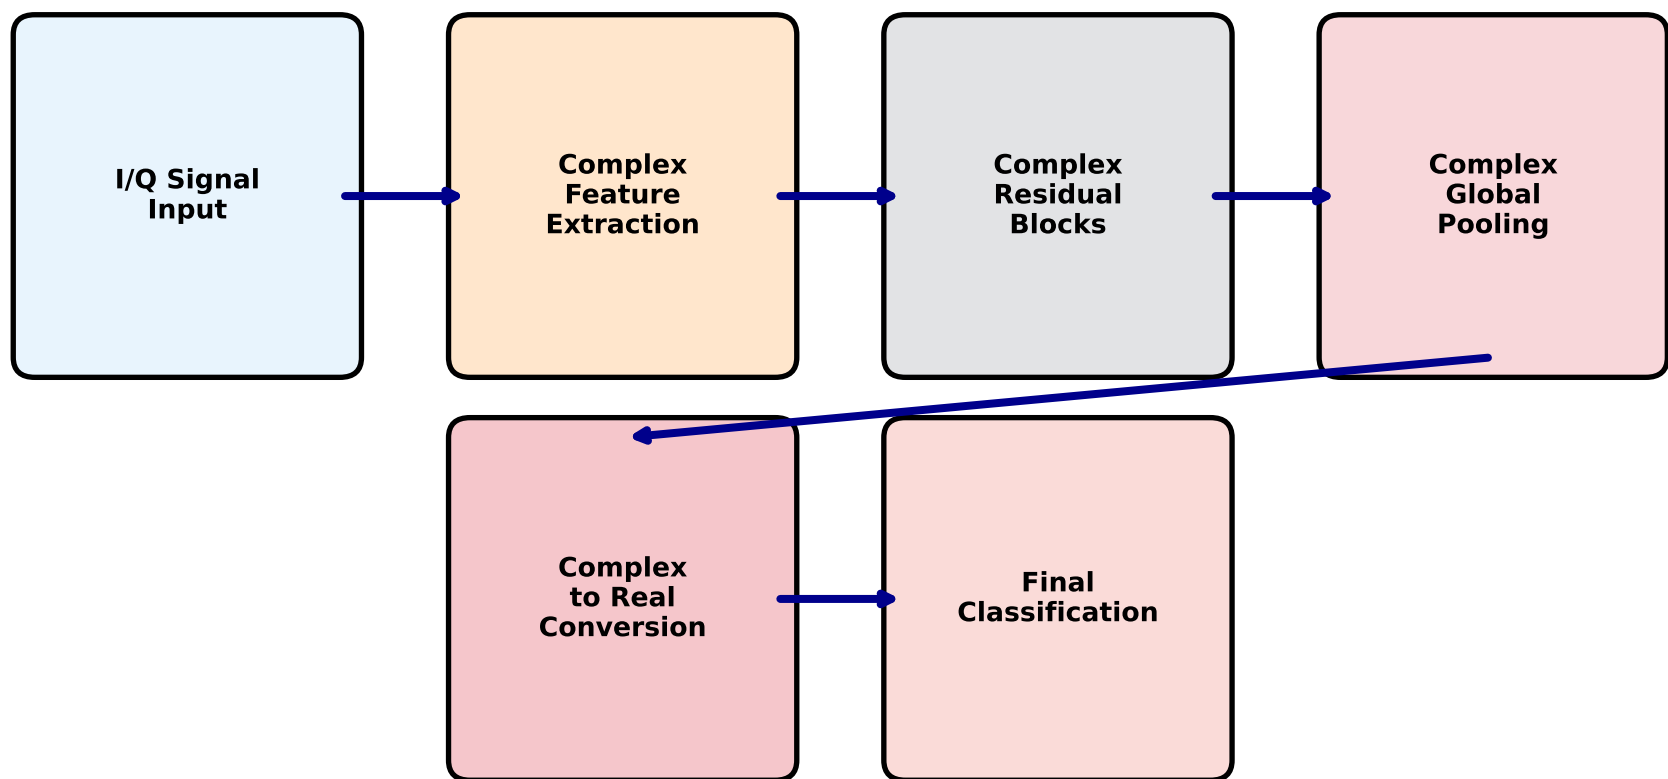 I/Q Signal
Input
Complex
Feature
Extraction
Complex
Residual
Blocks
Complex
Global
Pooling
Complex
to Real
Conversion
Final
Classification